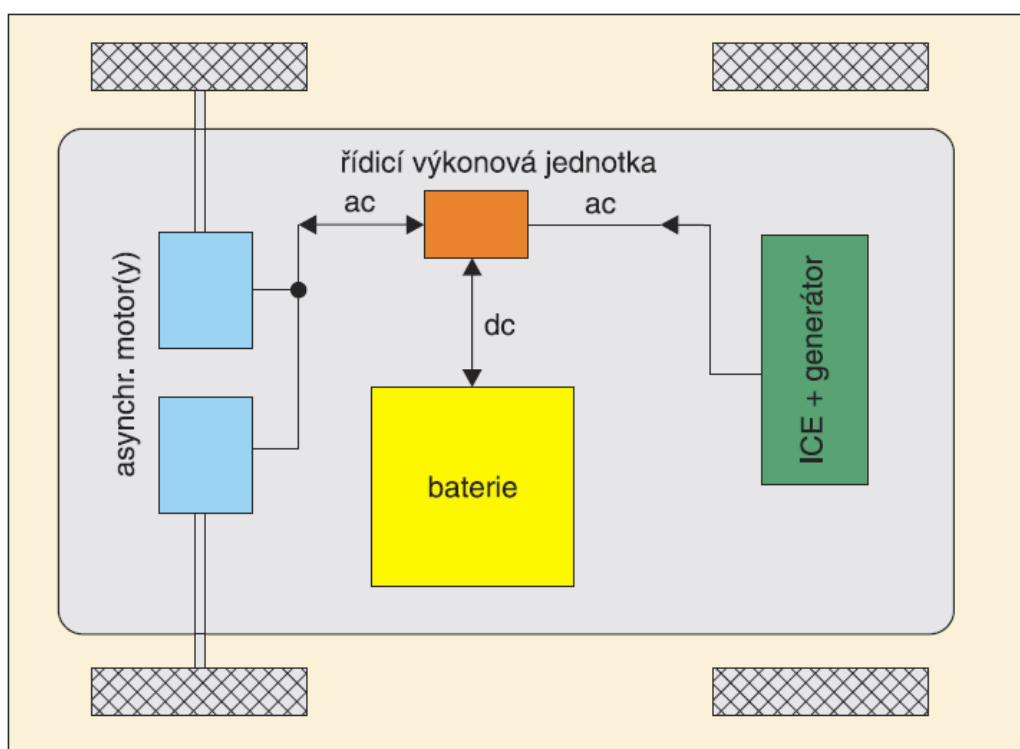 řídicí výkonová jednotka
ac
ac
asynchr. motor(y)
dc
ICE + generátor
baterie